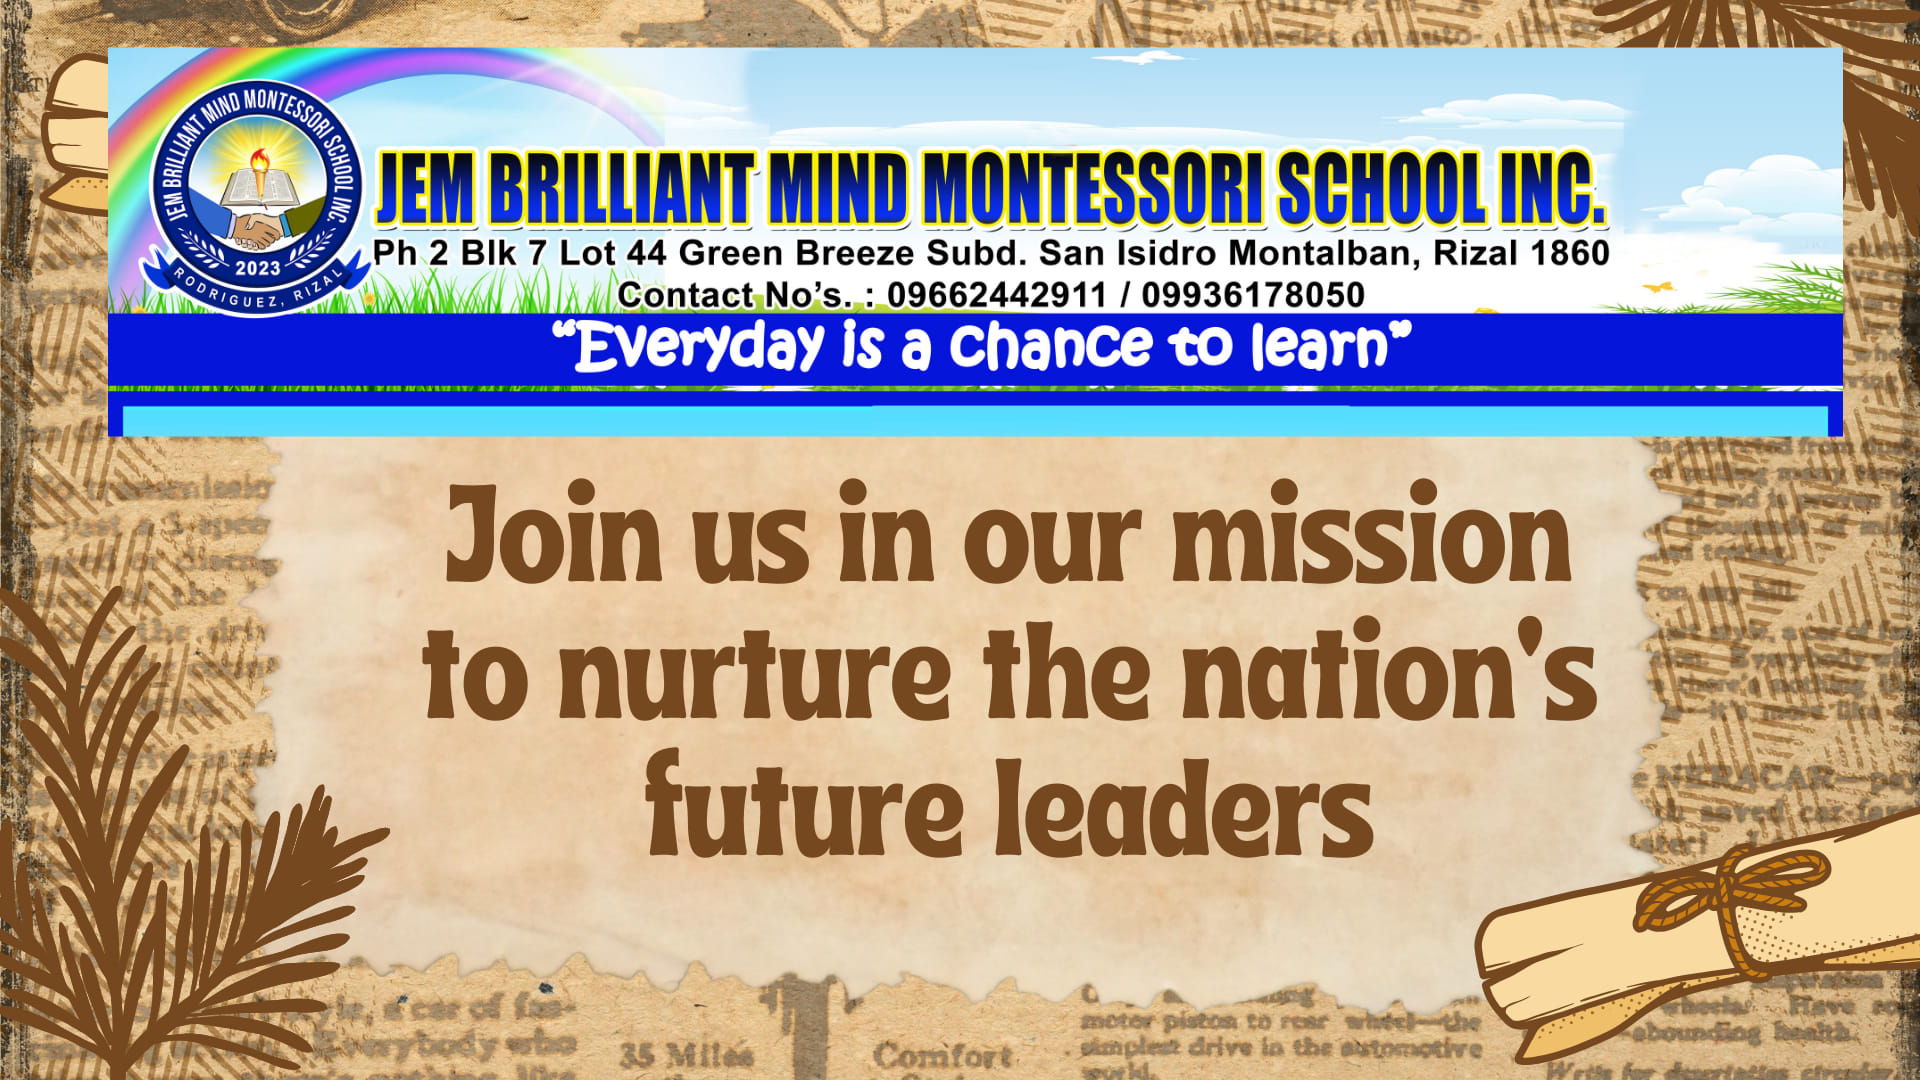 JEM BRILLIANT MIND MONTESSORI SCHOOL INC.
2023
RODRIGUEZ, RIZAL
JEM BRILLIANT MIND MONTESSORI SCHOOL INC.
Ph 2 Blk 7 Lot 44 Green Breeze Subd. San Isidro Montalban, Rizal 1860
Contact No’s. : 09662442911 / 09936178050
“Everyday is a chance to learn”
Join us in our mission
to nurture the nation's
future leaders
35 Miles
Comfort
motor piston to rear wheel—the
simplest drive in the automotive
world.
abounding health.